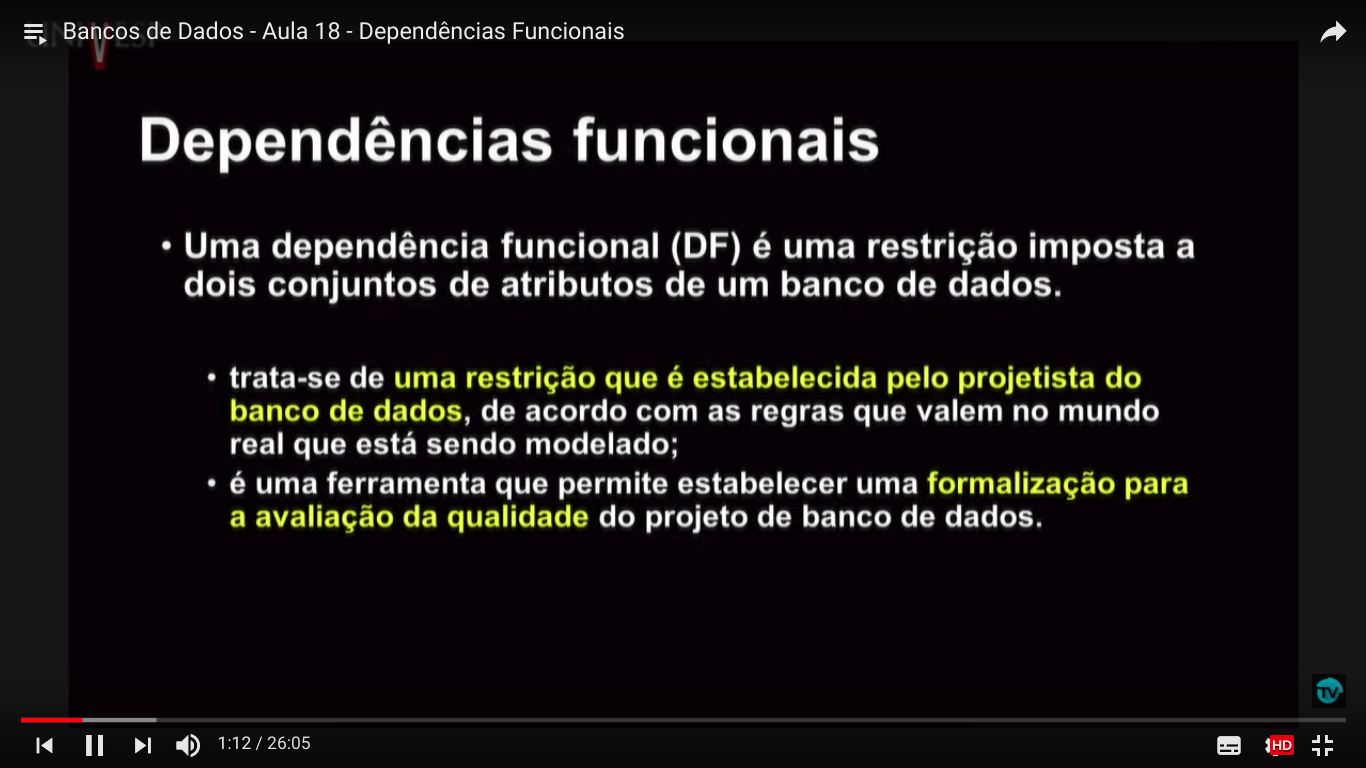 Bancos de Dados - Aula 18 - Dependências Funcionais
Dependências funcionais
• Uma dependência funcional (DF) é uma restrição imposta a
dois conjuntos de atributos de um banco de dados.
• trata-se de uma restrição que é estabelecida pelo projetista do
banco de dados, de acordo com as regras que valem no mundo
real que está sendo modelado;
• é uma ferramenta que permite estabelecer uma formalização para
a avaliação da qualidade do projeto de banco de dados.
TV
1:12 / 26:05
HD